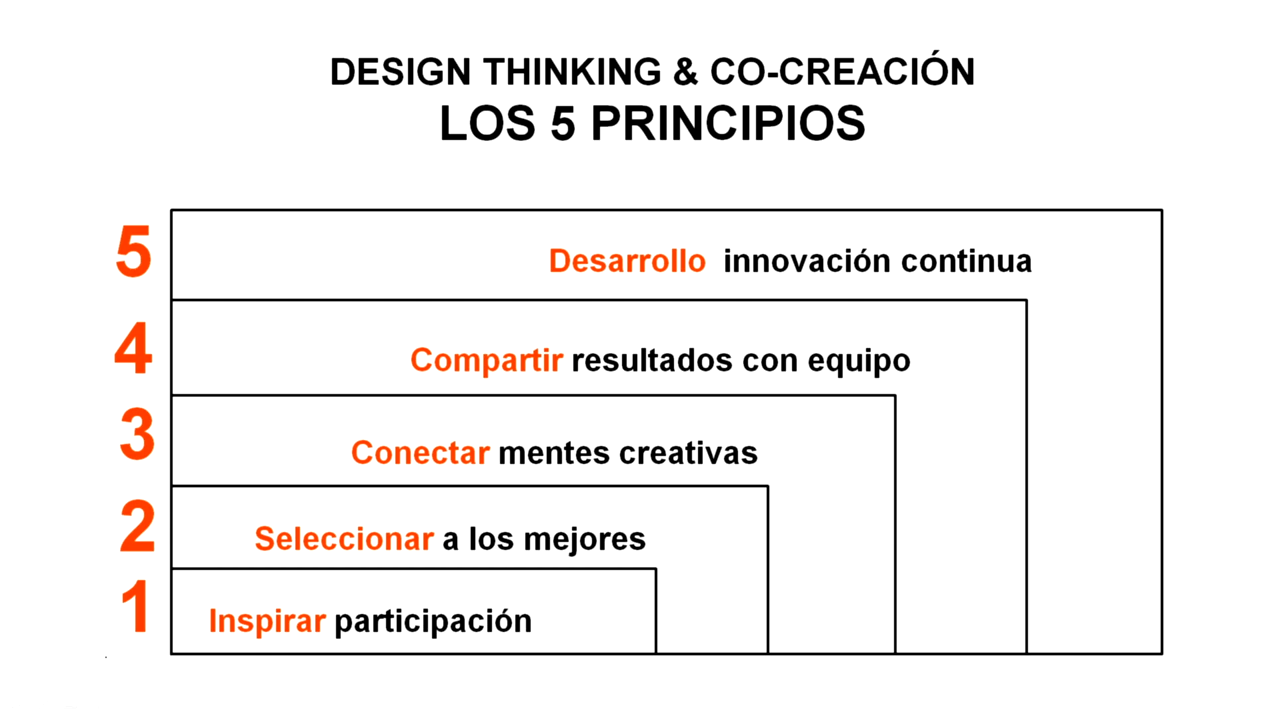 DESIGN THINKING & CO-CREACIÓN
LOS 5 PRINCIPIOS
5 Desarrollo innovación continua
4 Compartir resultados con equipo
3 Conectar mentes creativas
2 Seleccionar a los mejores
1 Inspirar participación